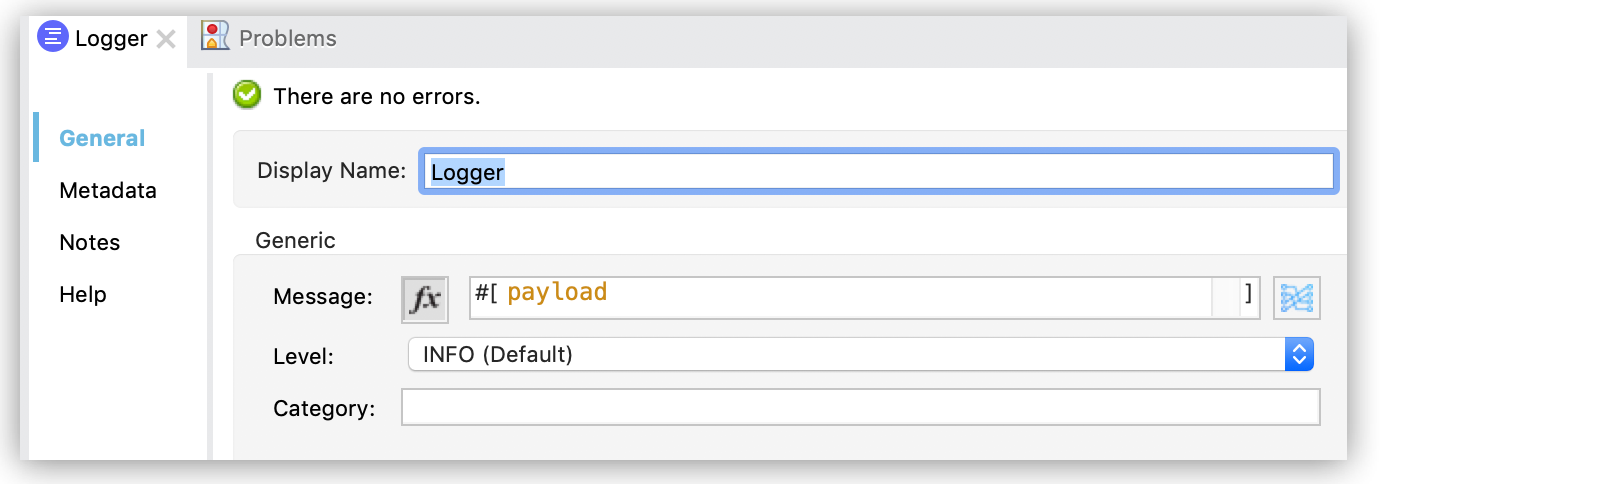 Logger Problems
There are no errors.
General
Display Name: Logger
Metadata
Notes
Generic
Help
Message: fx #[ payload ]
Level: INFO (Default)
Category: